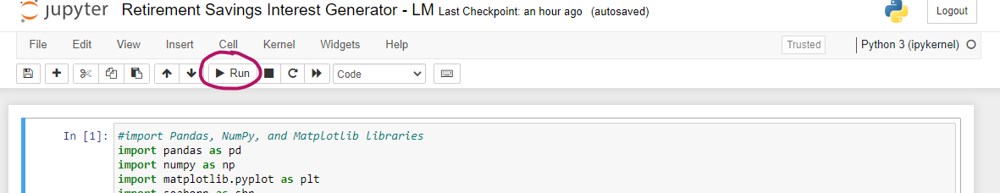 jupyter Retirement Savings Interest Generator - LM Last Checkpoint: an hour ago (autosaved) Logout
File Edit View Insert Cell Kernel Widgets Help Trusted Python 3 (ipykernel)
Run Code
In [1]: #import Pandas, NumPy, and Matplotlib libraries
import pandas as pd
import numpy as np
import matplotlib.pyplot as plt